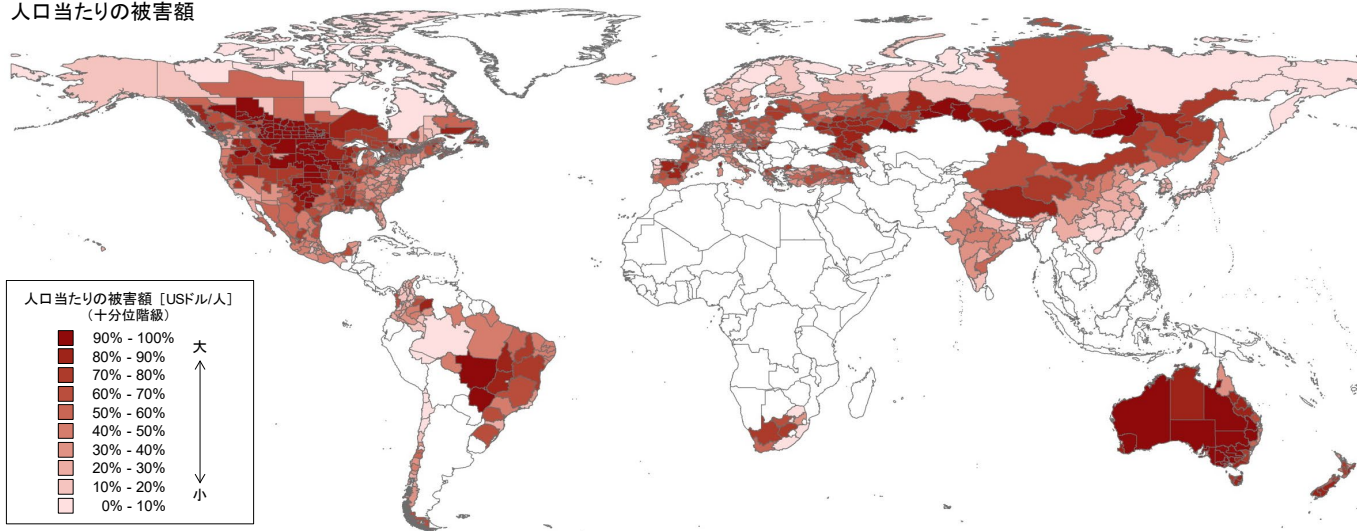 人口当たりの被害額
人口当たりの被害額 [USドル/人]
(十分位階級)
90% - 100%
80% - 90%
70% - 80%
60% - 70%
50% - 60%
40% - 50%
30% - 40%
20% - 30%
10% - 20%
0% - 10%
大
小